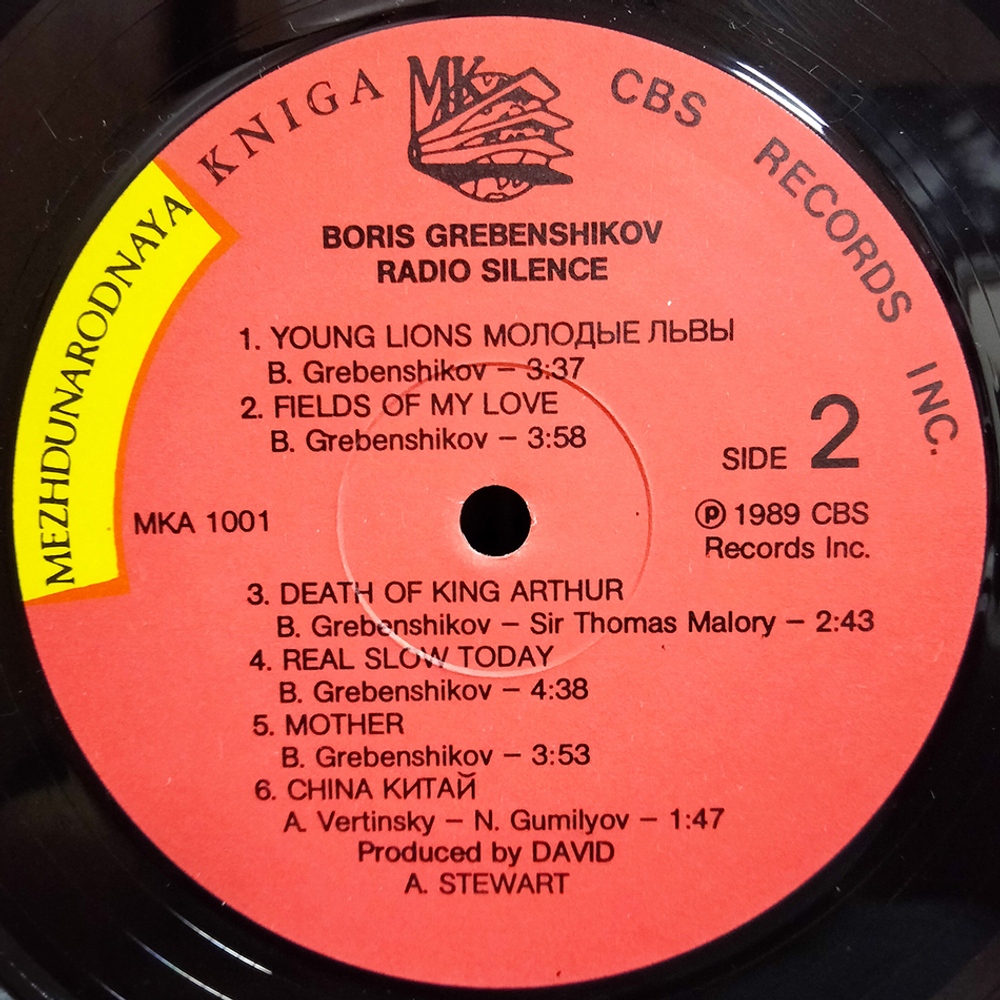 MEZHDUNARODNAYA KNIGA
MK
CBS RECORDS INC.
BORIS GREBENSHIKOV
RADIO SILENCE
1. YOUNG LIONS МОЛОДЫЕ ЛЬВЫ
B. Grebenshikov – 3:37
2. FIELDS OF MY LOVE
B. Grebenshikov – 3:58
SIDE 2
MKA 1001
℗ 1989 CBS
Records Inc.
3. DEATH OF KING ARTHUR
B. Grebenshikov – Sir Thomas Malory – 2:43
4. REAL SLOW TODAY
B. Grebenshikov – 4:38
5. MOTHER
B. Grebenshikov – 3:53
6. CHINA КИТАЙ
A. Vertinsky – N. Gumilyov – 1:47
Produced by DAVID
A. STEWART